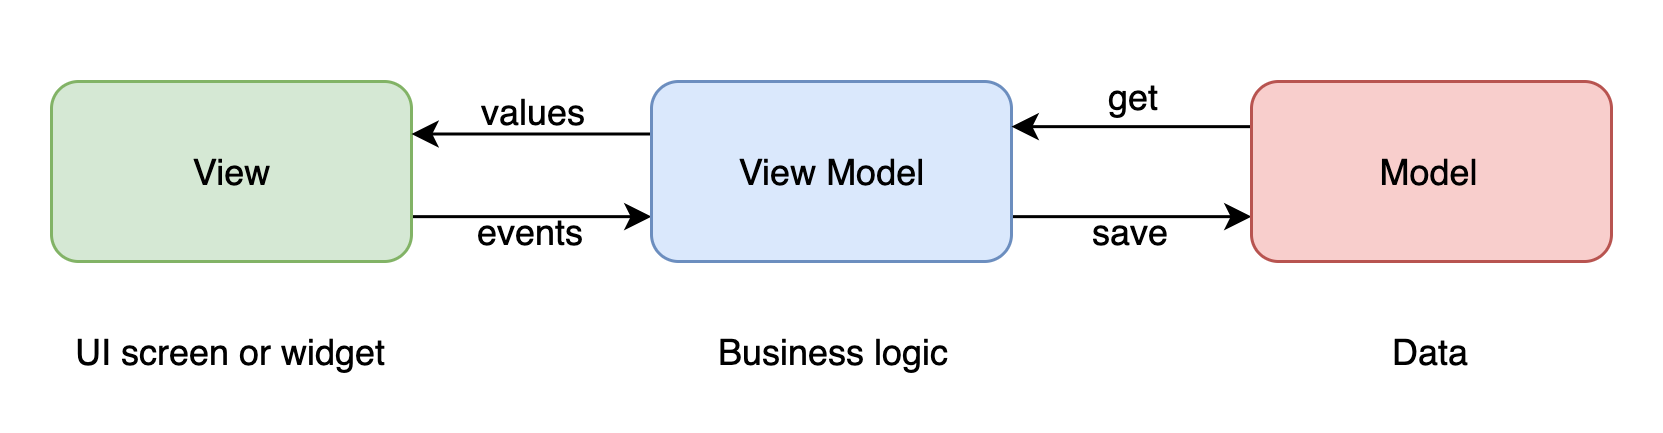 values
get
View
View Model
Model
events
save
UI screen or widget
Business logic
Data